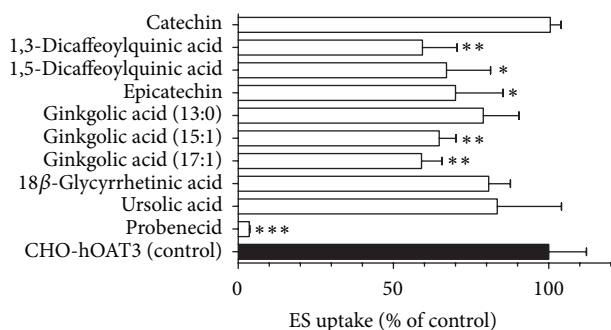 Catechin
1,3-Dicaffeoylquinic acid
**
1,5-Dicaffeoylquinic acid
*
Epicatechin
*
Ginkgolic acid (13:0)
Ginkgolic acid (15:1)
**
Ginkgolic acid (17:1)
**
18β-Glycyrrhetinic acid
Ursolic acid
Probenecid
***
CHO-hOAT3 (control)
0 50 100
ES uptake (% of control)